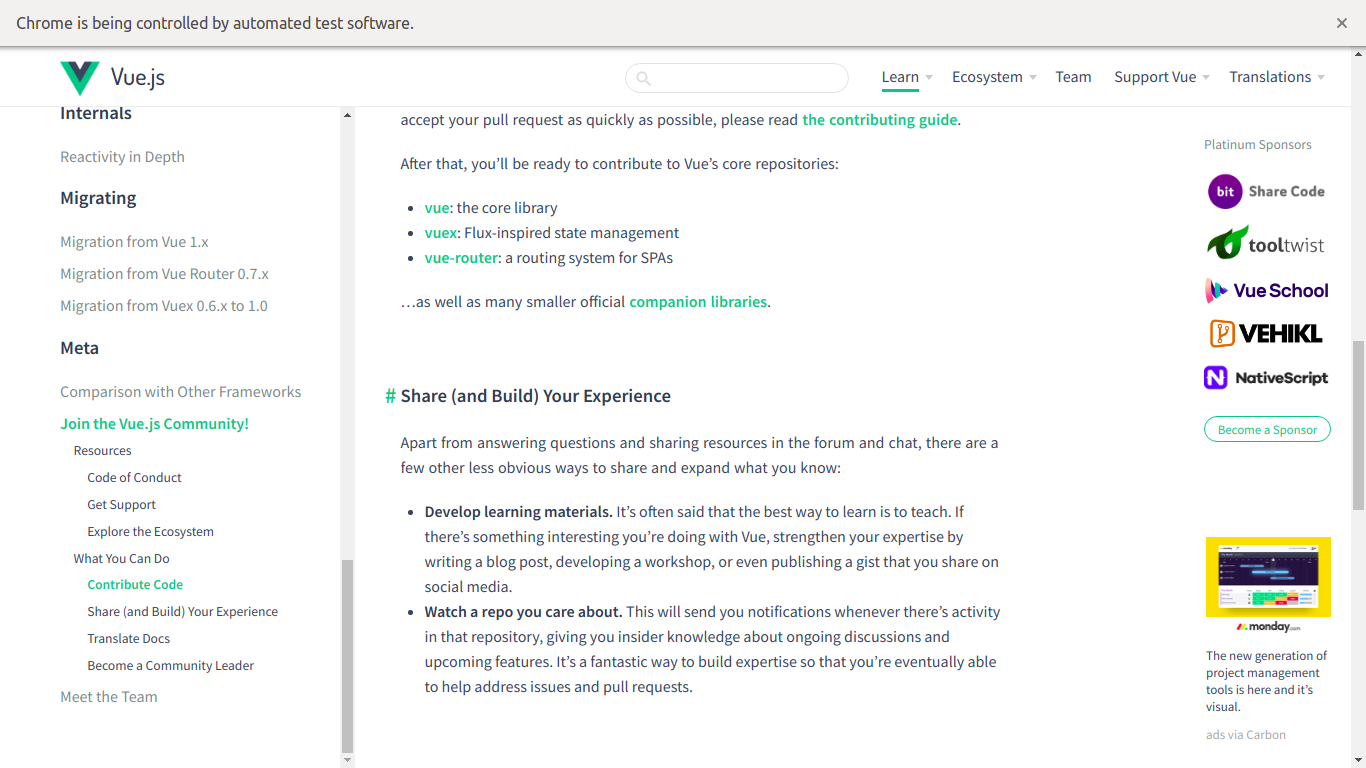 Chrome is being controlled by automated test software.
Vue.js
Learn
Ecosystem
Team
Support Vue
Translations
Internals
Reactivity in Depth
Migrating
Migration from Vue 1.x
Migration from Vue Router 0.7.x
Migration from Vuex 0.6.x to 1.0
Meta
Comparison with Other Frameworks
Join the Vue.js Community!
Resources
Code of Conduct
Get Support
Explore the Ecosystem
What You Can Do
Contribute Code
Share (and Build) Your Experience
Translate Docs
Become a Community Leader
Meet the Team
accept your pull request as quickly as possible, please read the contributing guide.
After that, you’ll be ready to contribute to Vue’s core repositories:
vue: the core library
vuex: Flux-inspired state management
vue-router: a routing system for SPAs
…as well as many smaller official companion libraries.
# Share (and Build) Your Experience
Apart from answering questions and sharing resources in the forum and chat, there are a
few other less obvious ways to share and expand what you know:
Develop learning materials. It’s often said that the best way to learn is to teach. If
there’s something interesting you’re doing with Vue, strengthen your expertise by
writing a blog post, developing a workshop, or even publishing a gist that you share on
social media.
Watch a repo you care about. This will send you notifications whenever there’s activity
in that repository, giving you insider knowledge about ongoing discussions and
upcoming features. It’s a fantastic way to build expertise so that you’re eventually able
to help address issues and pull requests.
Platinum Sponsors
bit Share Code
tooltwist
Vue School
VEHIKL
NativeScript
Become a Sponsor
monday.com
The new generation of
project management
tools is here and it’s
visual.
ads via Carbon